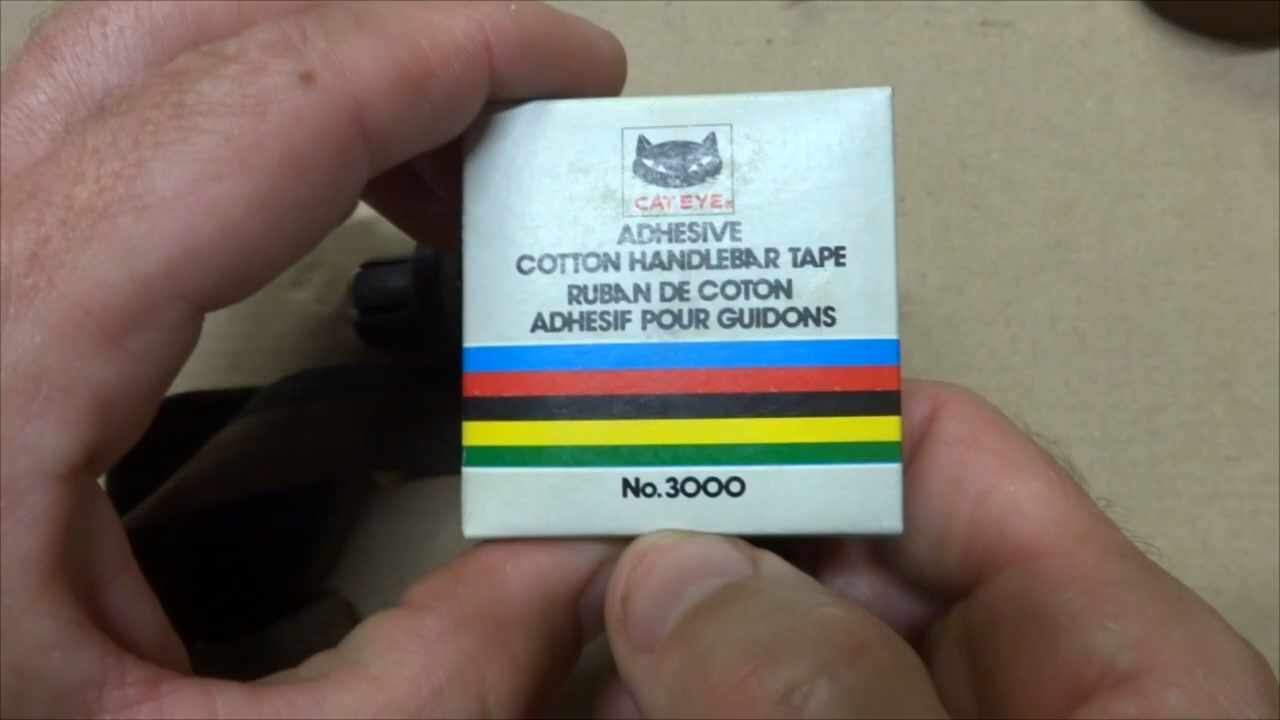 CAT EYE®
ADHESIVE
COTTON HANDLEBAR TAPE
RUBAN DE COTON
ADHESIF POUR GUIDONS
No. 3000